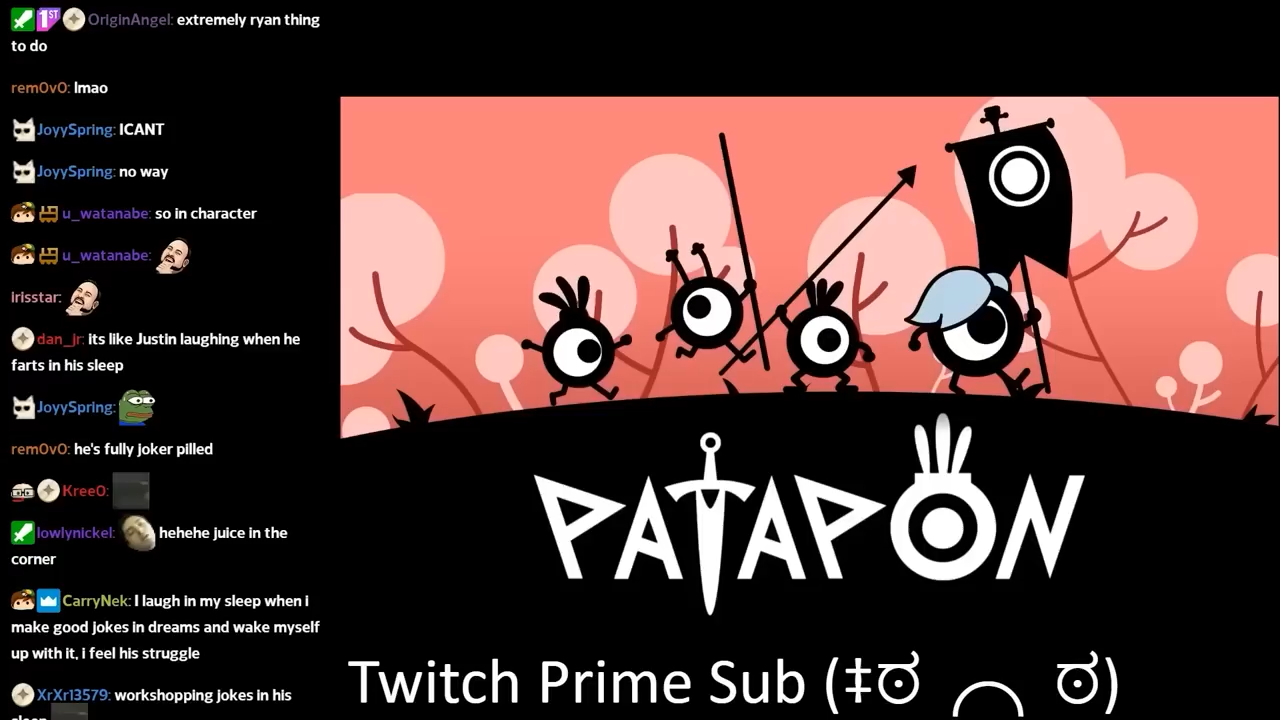 OriginAngel: extremely ryan thing
to do
rem0v0: lmao
JoyySpring: ICANT
JoyySpring: no way
u_watanabe: so in character
u_watanabe:
irisstar:
dan_jr: its like Justin laughing when he
farts in his sleep
JoyySpring:
rem0v0: he's fully joker pilled
Kree0:
lowlynickel: hehehe juice in the
corner
CarryNek: I laugh in my sleep when i
make good jokes in dreams and wake myself
up with it, i feel his struggle
XrXr13579: workshopping jokes in his
sleep
PATAPON
Twitch Prime Sub (‡ಠ ╭╮ ಠ)